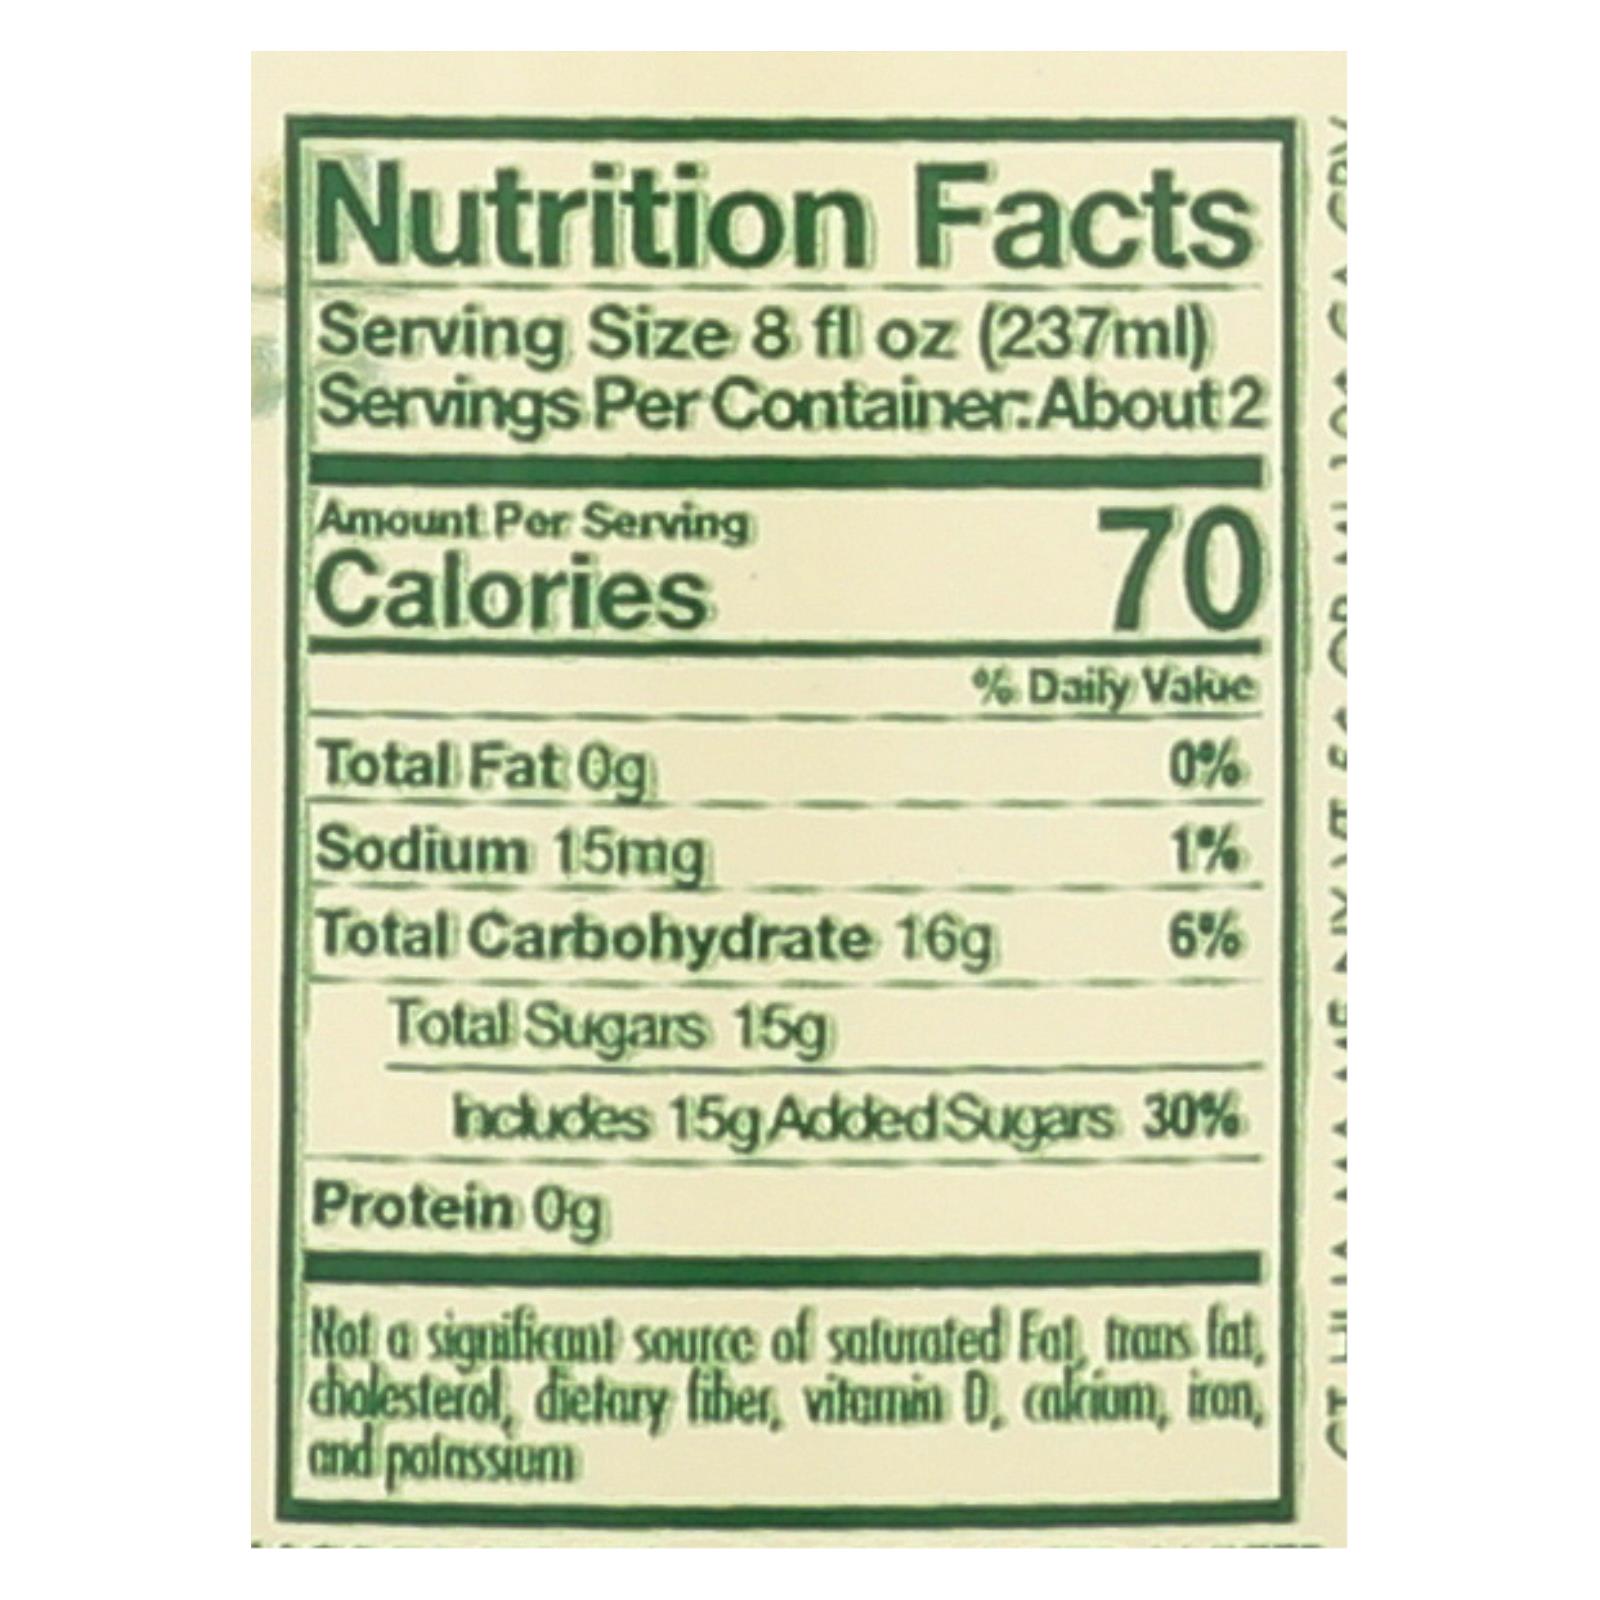 Nutrition Facts
Serving Size 8 fl oz (237ml)
Servings Per Container: About 2
Amount Per Serving
Calories 70
% Daily Value
Total Fat 0g 0%
Sodium 15mg 1%
Total Carbohydrate 16g 6%
Total Sugars 15g
Includes 15g Added Sugars 30%
Protein 0g
Not a significant source of saturated Fat, trans fat,
cholesterol, dietary fiber, vitamin D, calcium, iron,
and potassium